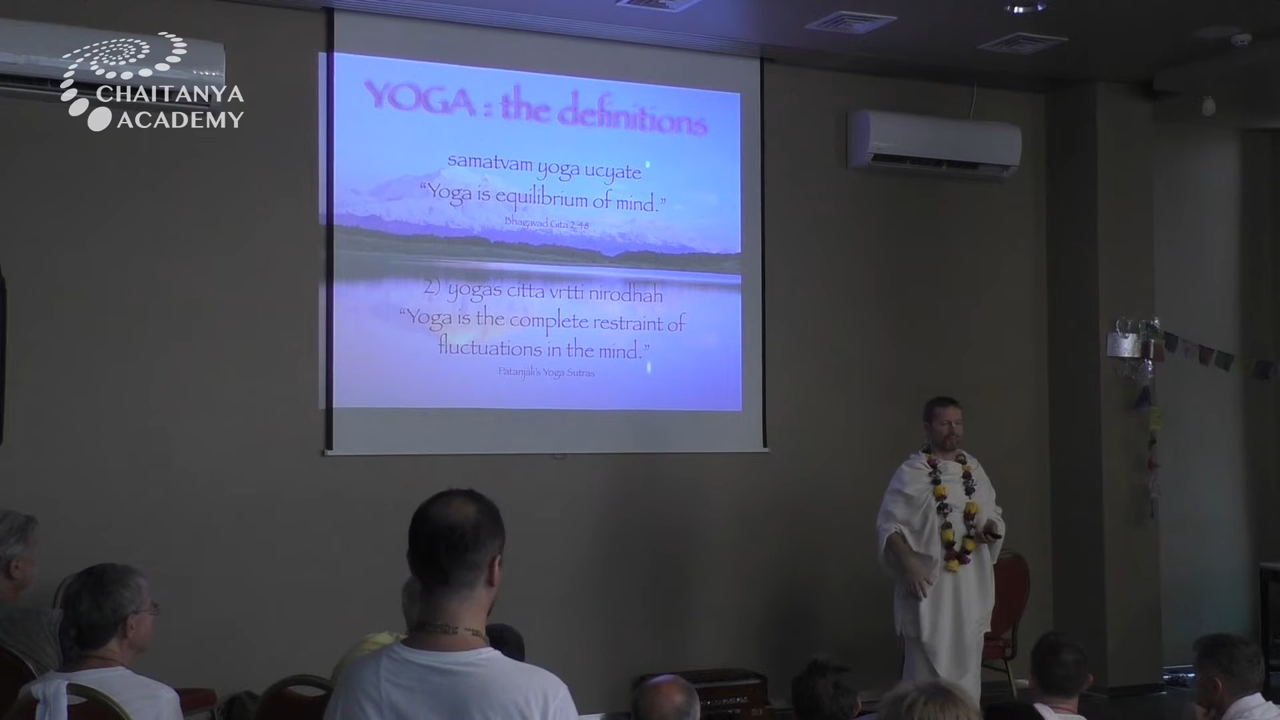 CHAITANYA
ACADEMY
YOGA : the definitions
samatvam yoga ucyate
“Yoga is equilibrium of mind.”
Bhagavad Gita 2.48
2) yogas citta vrtti nirodhah
“Yoga is the complete restraint of
fluctuations in the mind.”
Patanjali's Yoga Sutras